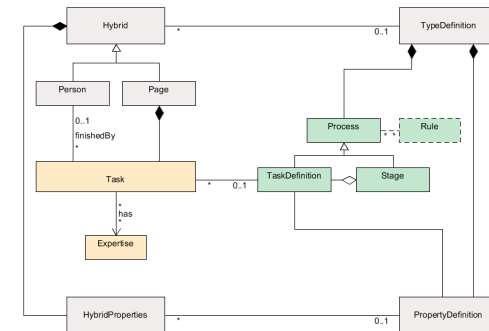 Hybrid
TypeDefinition
*
0..1
Person
Page
0..1
finishedBy
*
Process
* *
Rule
Task
*
0..1
TaskDefinition
Stage
*
has
*
Expertise
HybridProperties
*
0..1
PropertyDefinition